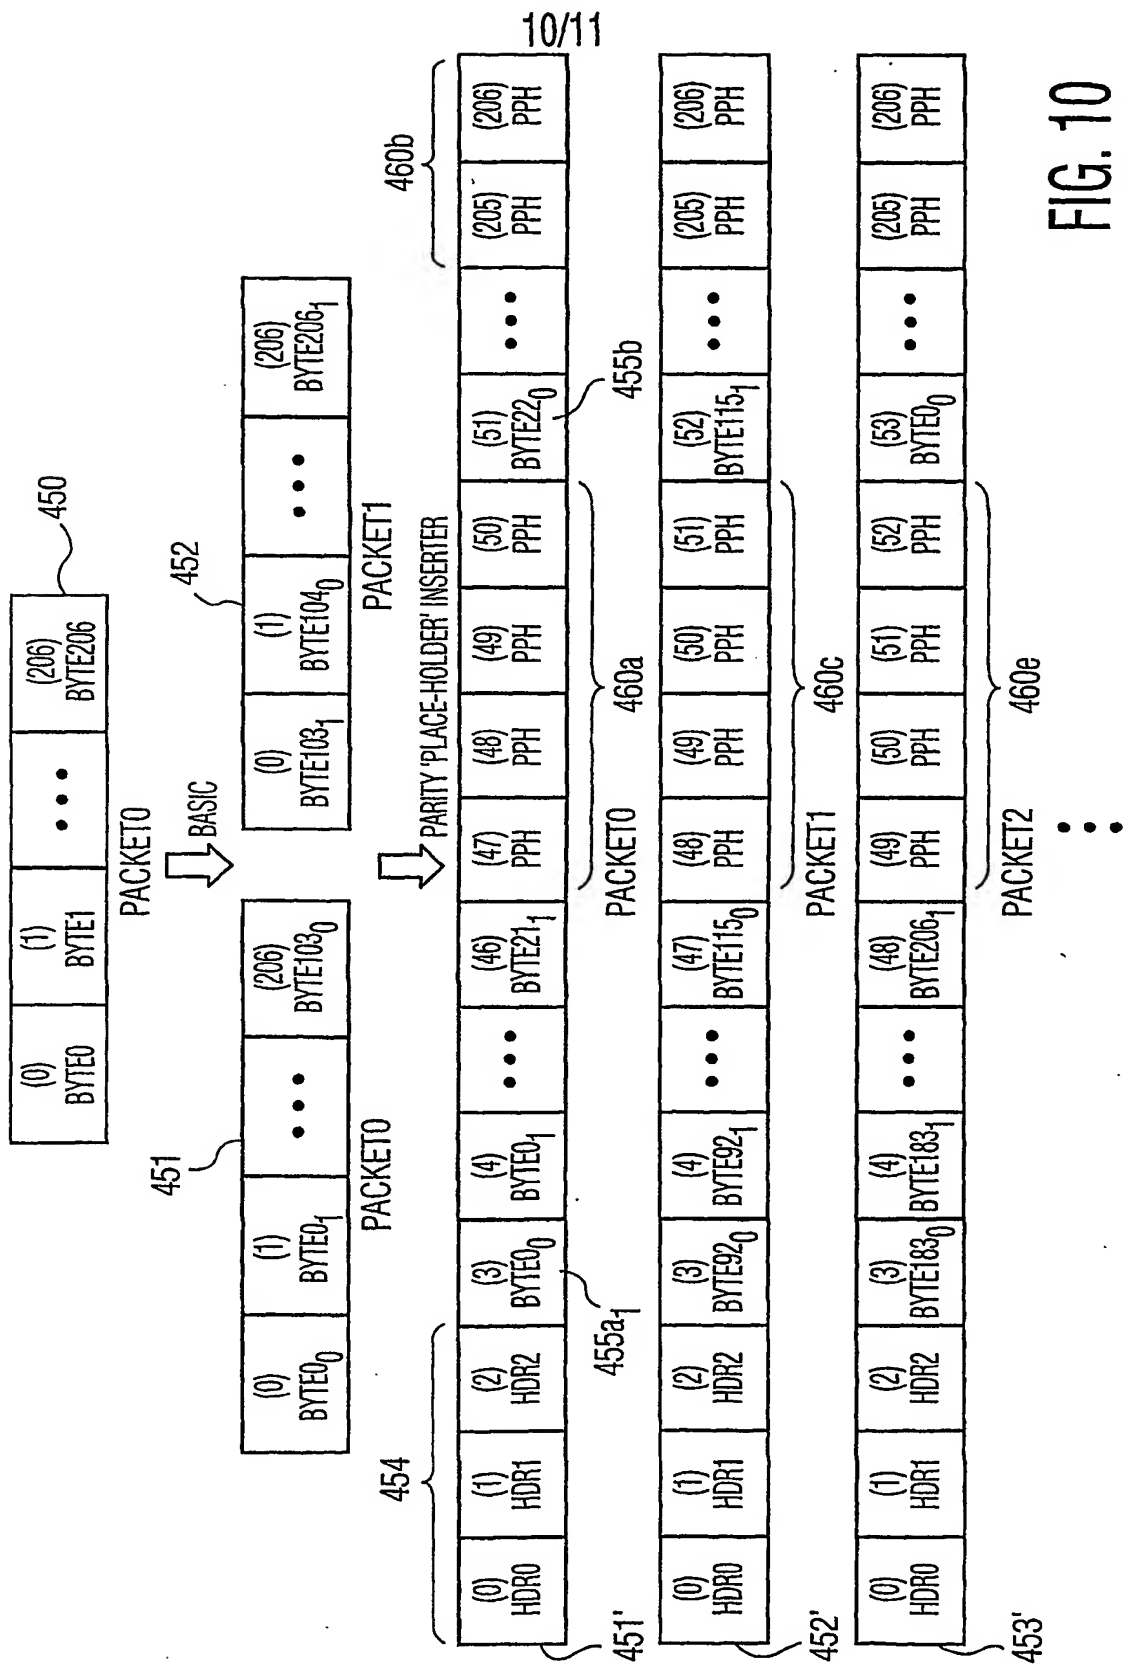 10/11
450
(0) BYTE0 (1) BYTE1 ••• (206) BYTE206
PACKET0
BASIC
451
(0) BYTE0₀ (1) BYTE0₁ ••• (206) BYTE103₀
PACKET0
452
(0) BYTE103₁ (1) BYTE104₀ ••• (206) BYTE206₁
PACKET1
PARITY 'PLACE-HOLDER' INSERTER
454
460b
(0) HDR0 (1) HDR1 (2) HDR2 (3) BYTE0₀ (4) BYTE0₁ ••• (46) BYTE21₁ (47) PPH (48) PPH (49) PPH (50) PPH (51) BYTE22₀ ••• (205) PPH (206) PPH
451'
455a₁
PACKET0
460a
455b
(0) HDR0 (1) HDR1 (2) HDR2 (3) BYTE92₀ (4) BYTE92₁ ••• (47) BYTE115₀ (48) PPH (49) PPH (50) PPH (51) PPH (52) BYTE115₁ ••• (205) PPH (206) PPH
452'
PACKET1
460c
(0) HDR0 (1) HDR1 (2) HDR2 (3) BYTE183₀ (4) BYTE183₁ ••• (48) BYTE206₁ (49) PPH (50) PPH (51) PPH (52) PPH (53) BYTE0₀ ••• (205) PPH (206) PPH
453'
PACKET2
460e
FIG. 10